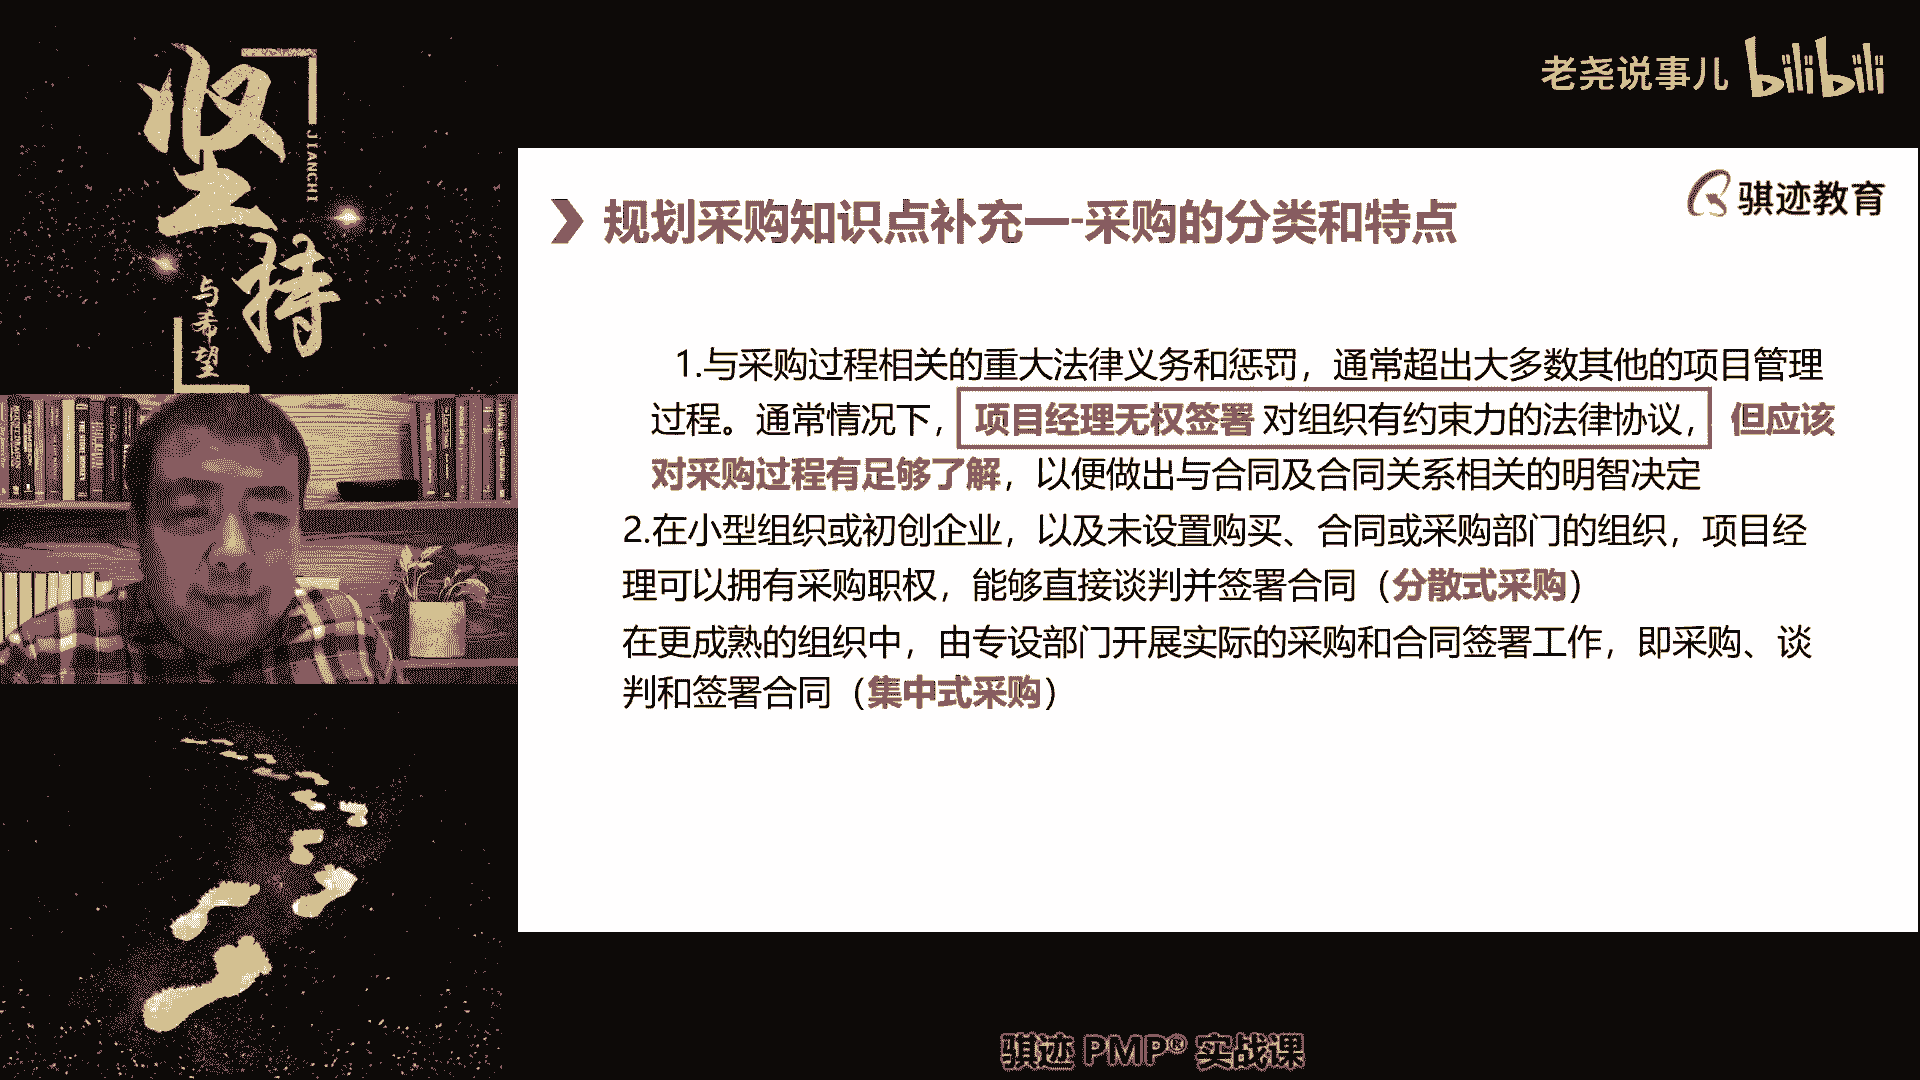 坚持
JIANCHI
与希望
老尧说事儿 bilibili
骐迹教育
规划采购知识点补充一-采购的分类和特点
1.与采购过程相关的重大法律义务和惩罚，通常超出大多数其他的项目管理
过程。通常情况下，项目经理无权签署 对组织有约束力的法律协议，但应该
对采购过程有足够了解，以便做出与合同及合同关系相关的明智决定
2.在小型组织或初创企业，以及未设置购买、合同或采购部门的组织，项目经
理可以拥有采购职权，能够直接谈判并签署合同（分散式采购）
在更成熟的组织中，由专设部门开展实际的采购和合同签署工作，即采购、谈
判和签署合同（集中式采购）
骐迹 PMP® 实战课